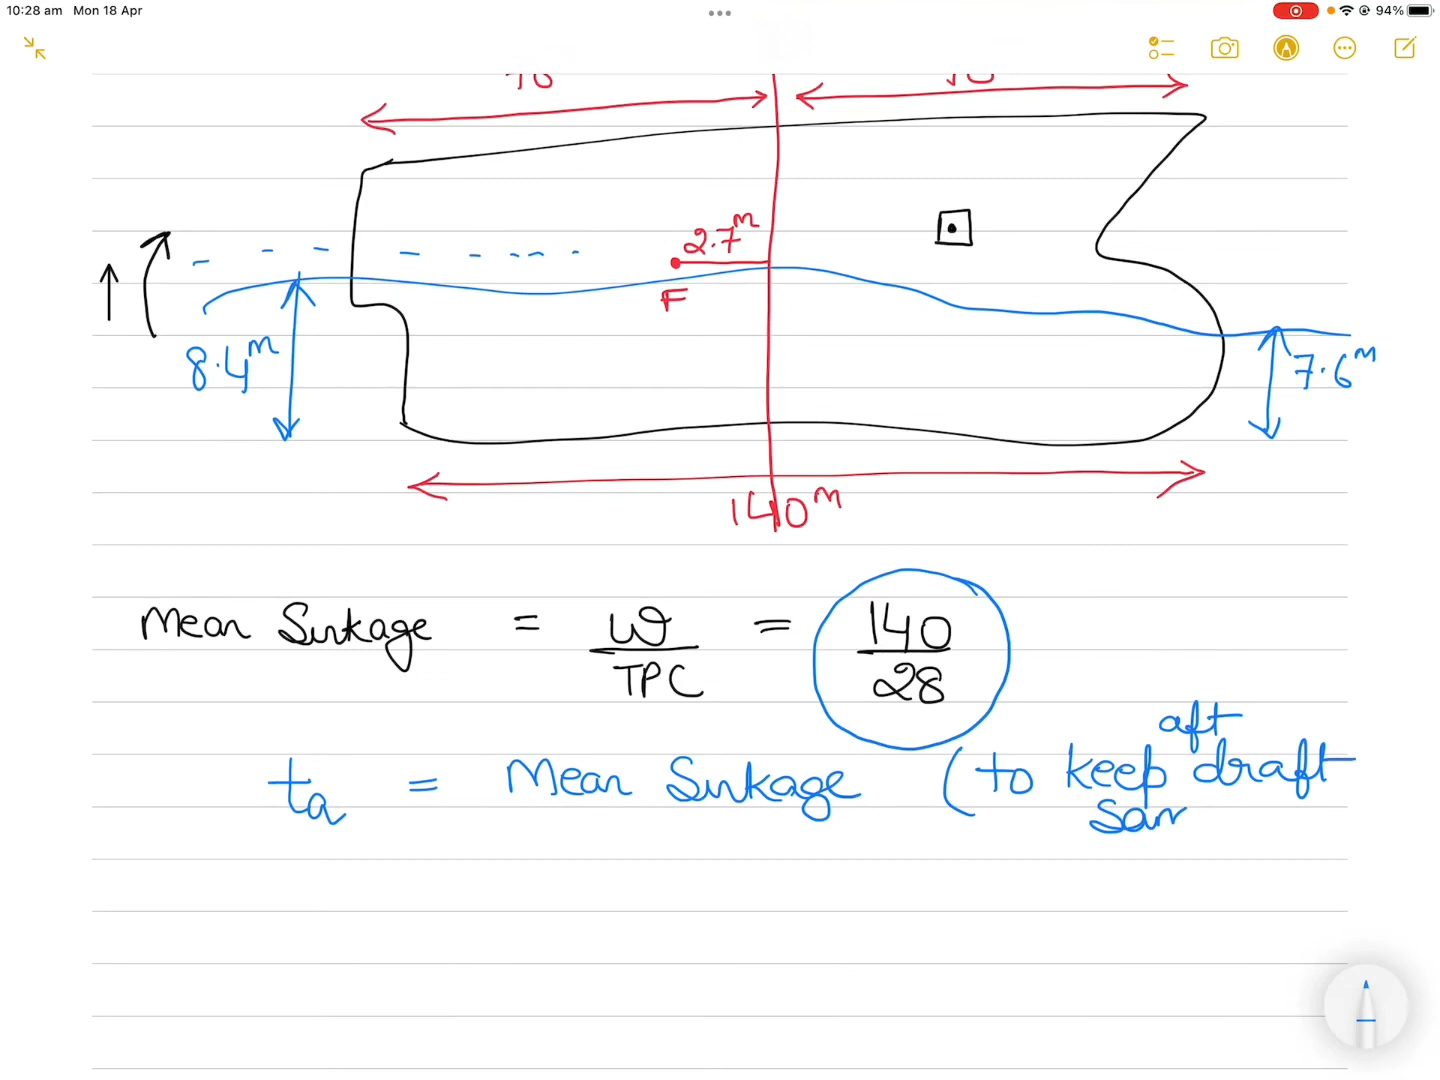 10:28 am Mon 18 Apr
94%
2.7m
F
8.4m
7.6m
140m
Mean Sinkage = W/TPC = 140/28
aft
ta = Mean Sinkage (to keep draft
sam